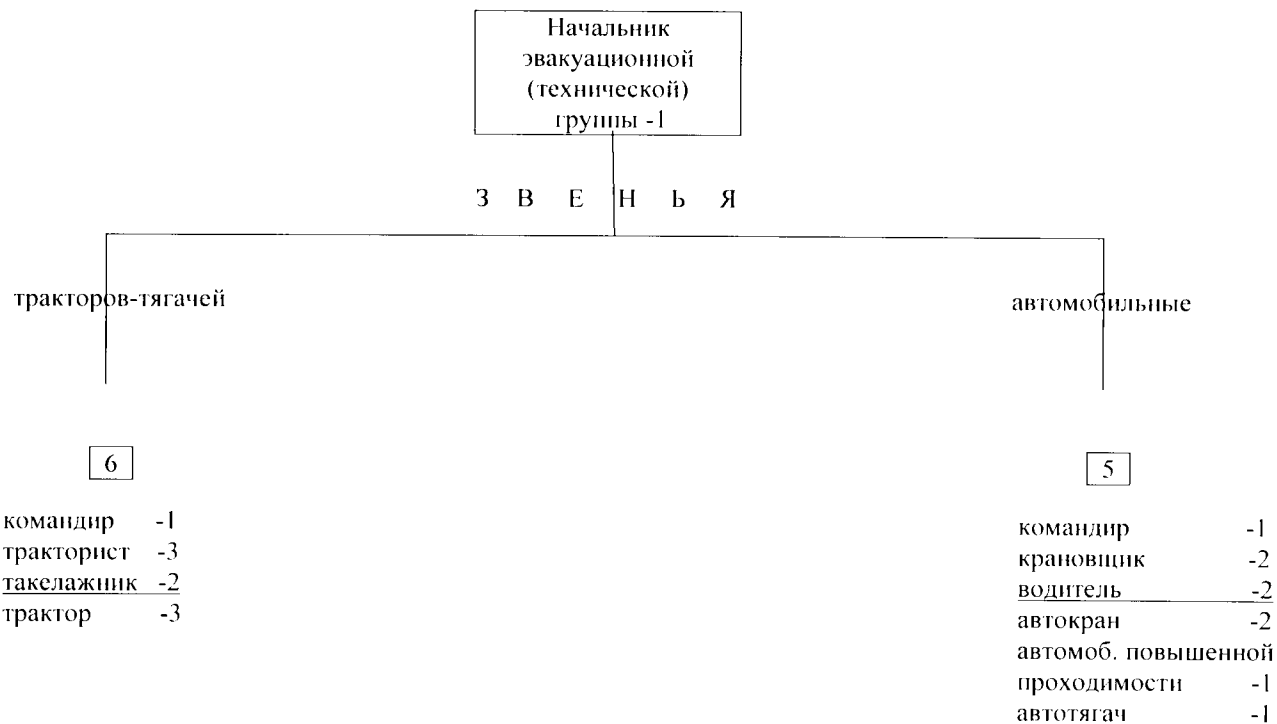 Начальник
эвакуационной
(технической)
группы -1
З В Е Н Ь Я
тракторов-тягачей
автомобильные
6
командир -1
тракторист -3
такелажник -2
трактор -3
5
командир -1
крановщик -2
водитель -2
автокран -2
автомоб. повышенной
проходимости -1
автотягач -1